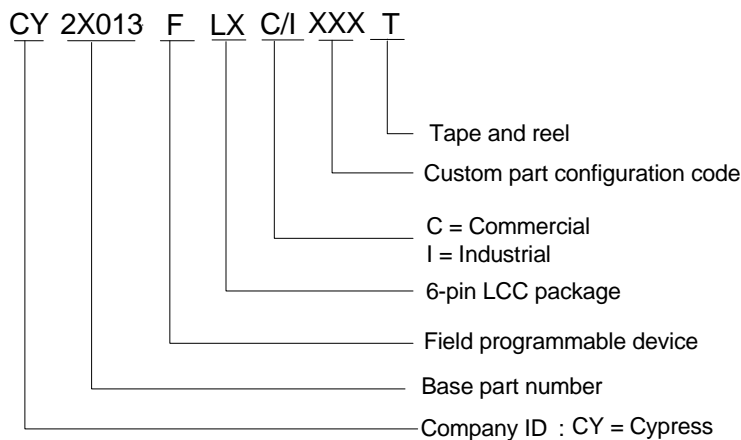 CY 2X013 F LX C/I XXX T
Tape and reel
Custom part configuration code
C = Commercial
I = Industrial
6-pin LCC package
Field programmable device
Base part number
Company ID : CY = Cypress